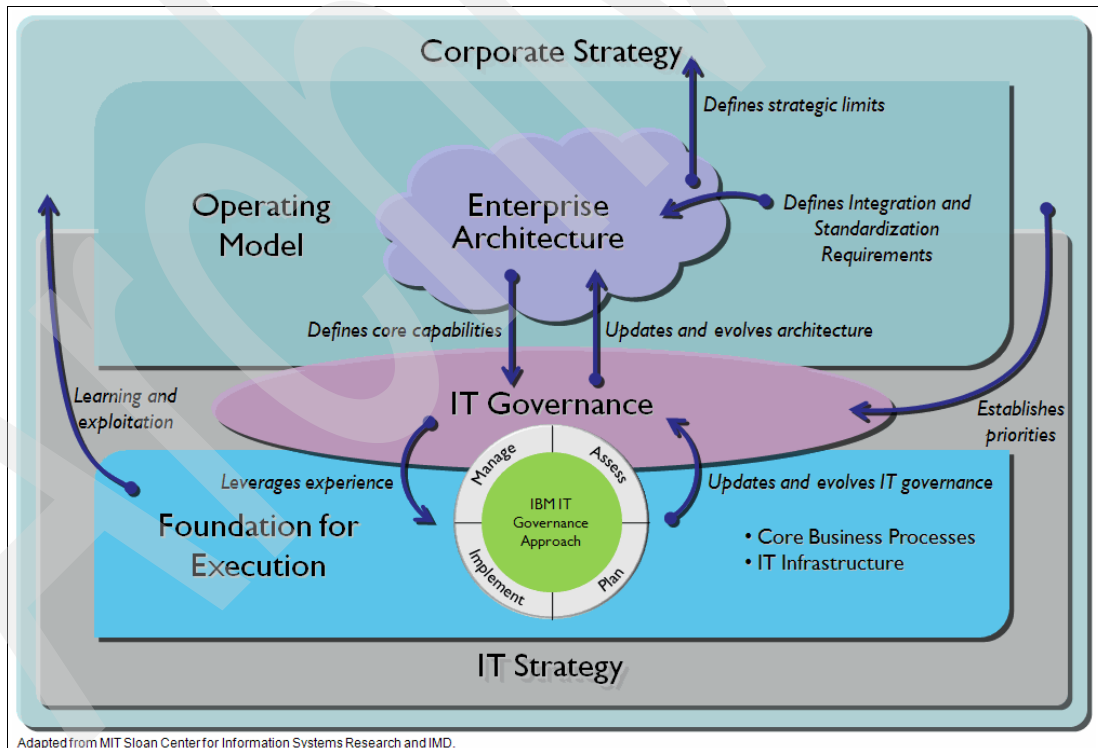 Corporate Strategy
Defines strategic limits
Operating
Model
Enterprise
Architecture
Defines Integration and
Standardization
Requirements
Defines core capabilities
Updates and evolves architecture
Learning and
exploitation
IT Governance
Establishes
priorities
Leverages experience
Manage
Assess
Implement
Plan
IBM IT
Governance
Approach
Updates and evolves IT governance
Foundation for
Execution
• Core Business Processes
• IT Infrastructure
IT Strategy
Adapted from MIT Sloan Center for Information Systems Research and IMD.